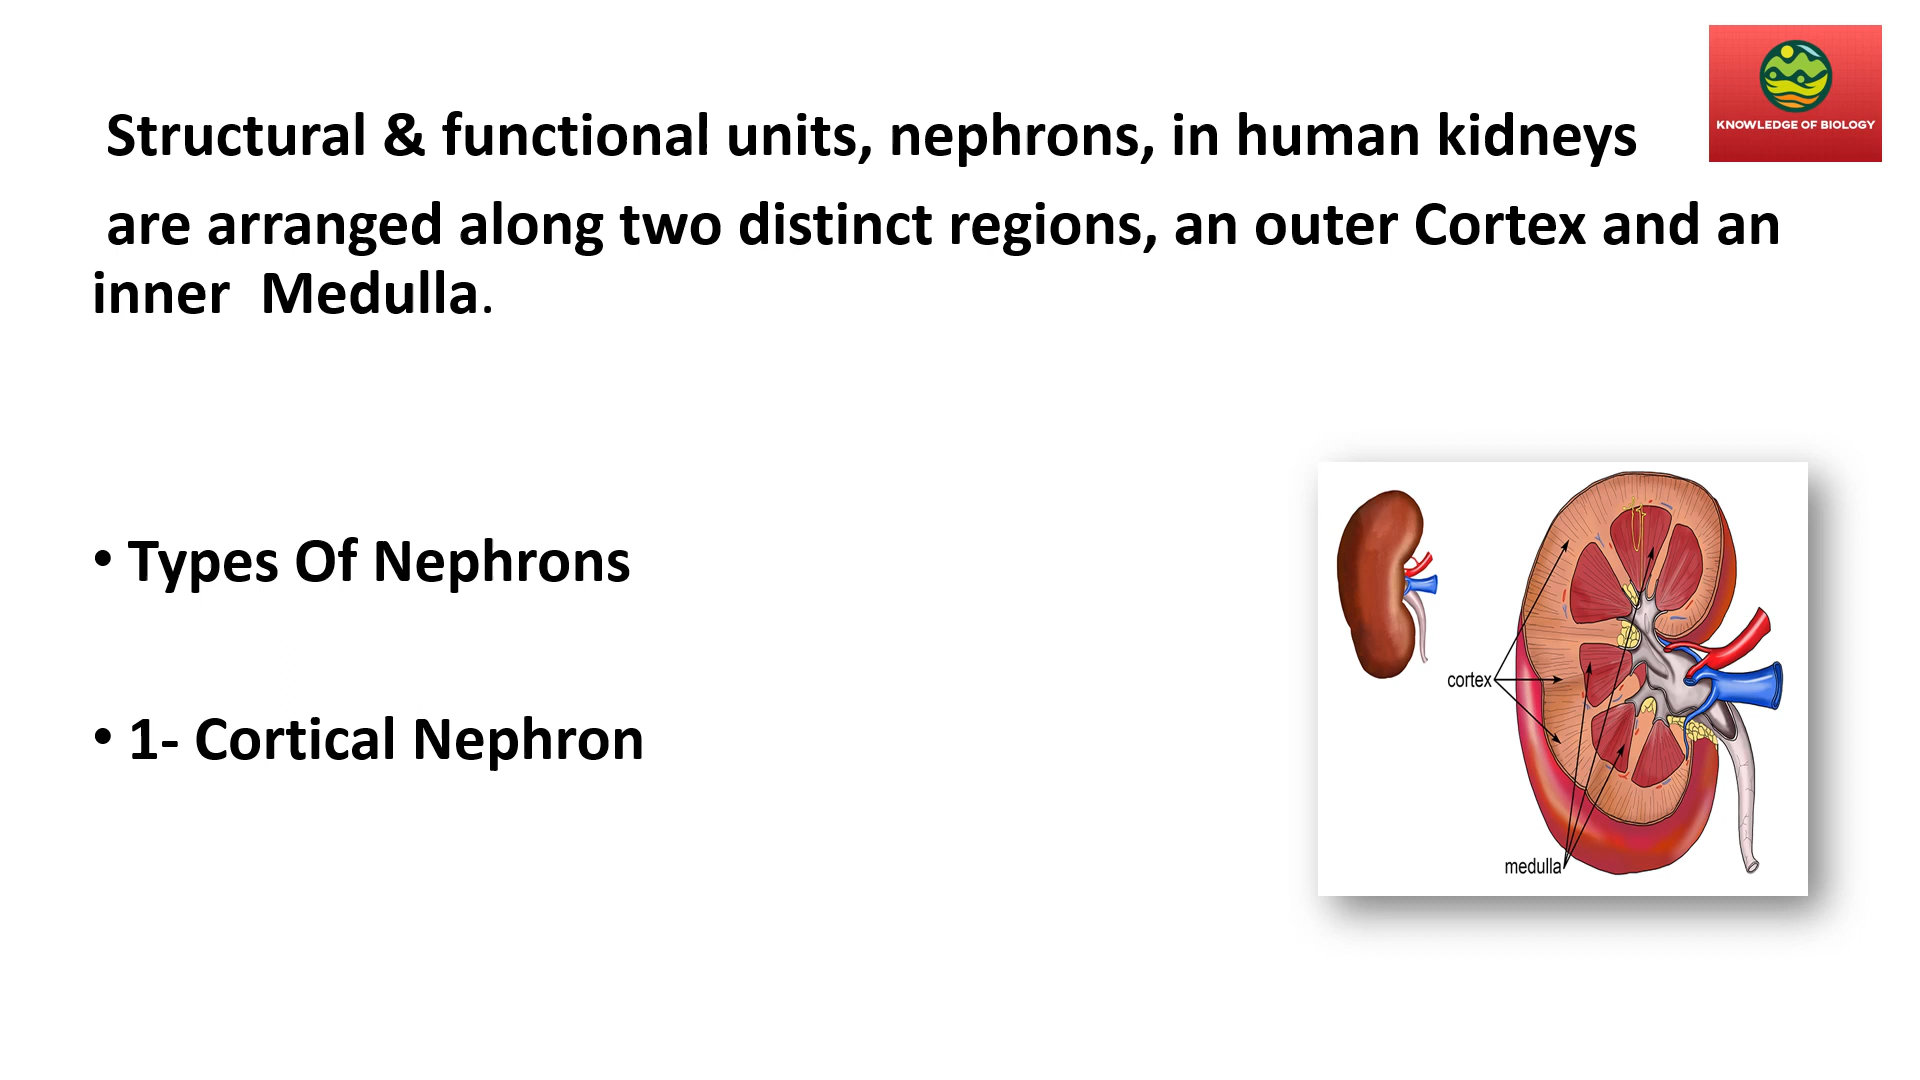 KNOWLEDGE OF BIOLOGY
Structural & functional units, nephrons, in human kidneys
are arranged along two distinct regions, an outer Cortex and an
inner  Medulla.
• Types Of Nephrons
• 1- Cortical Nephron
cortex
medulla